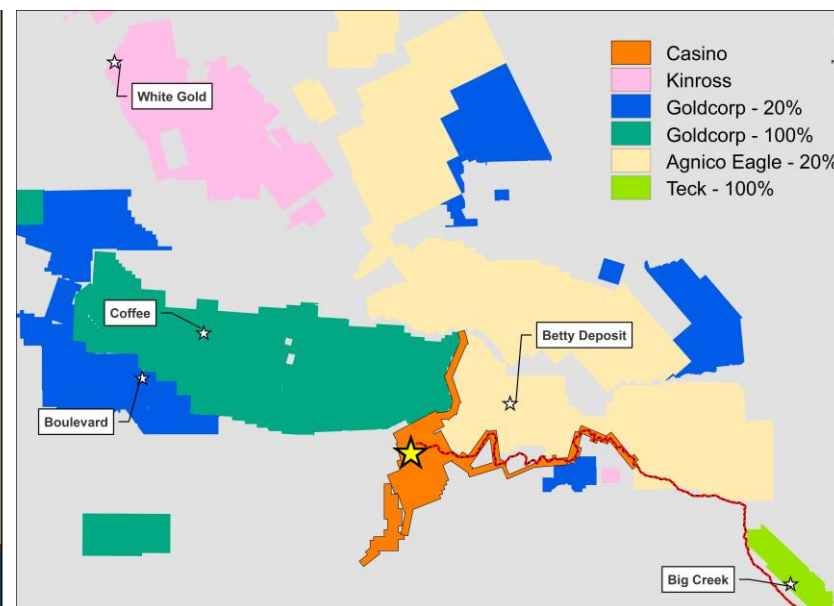 White Gold
Casino
Kinross
Goldcorp - 20%
Goldcorp - 100%
Agnico Eagle - 20%
Teck - 100%
Coffee
Betty Deposit
Boulevard
Big Creek